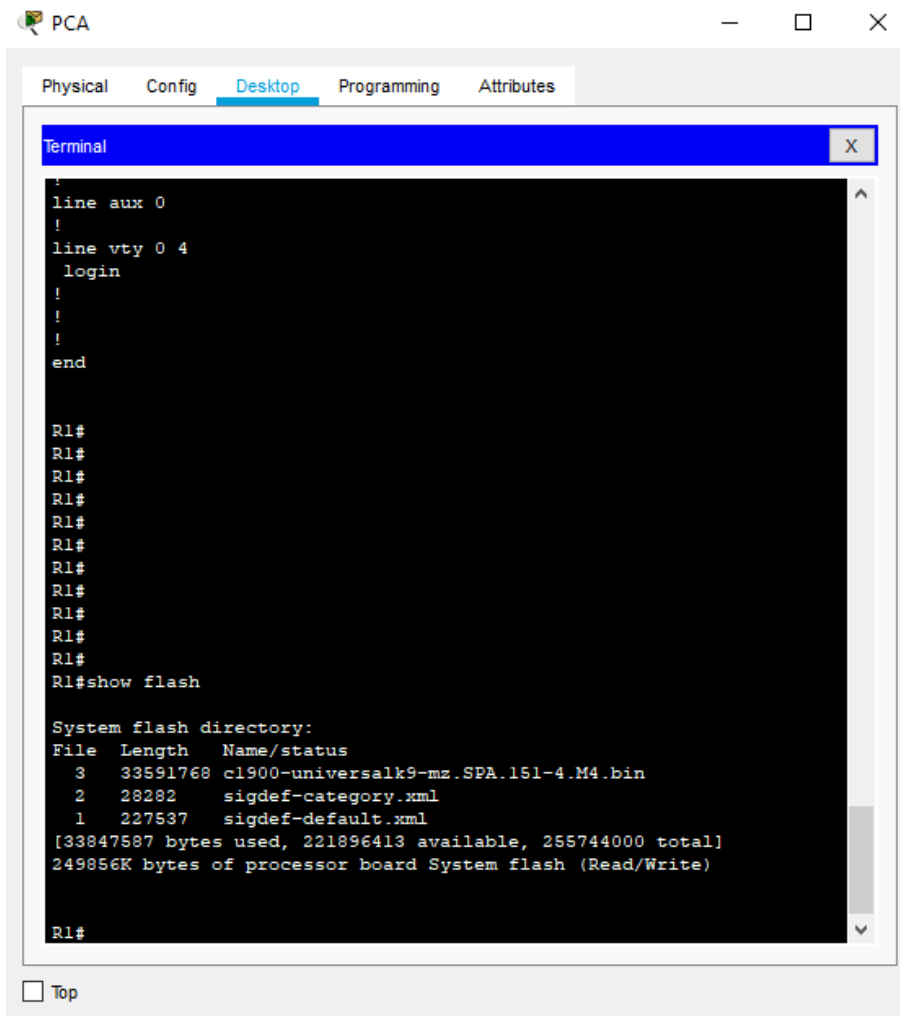 PCA
Physical Config Desktop Programming Attributes
Terminal X
!
line aux 0
!
line vty 0 4
 login
!
!
!
end
R1#
R1#
R1#
R1#
R1#
R1#
R1#
R1#
R1#
R1#
R1#
R1#show flash
System flash directory:
File  Length   Name/status
  3   33591768 c1900-universalk9-mz.SPA.151-4.M4.bin
  2   28282    sigdef-category.xml
  1   227537   sigdef-default.xml
[33847587 bytes used, 221896413 available, 255744000 total]
249856K bytes of processor board System flash (Read/Write)
R1#
Top